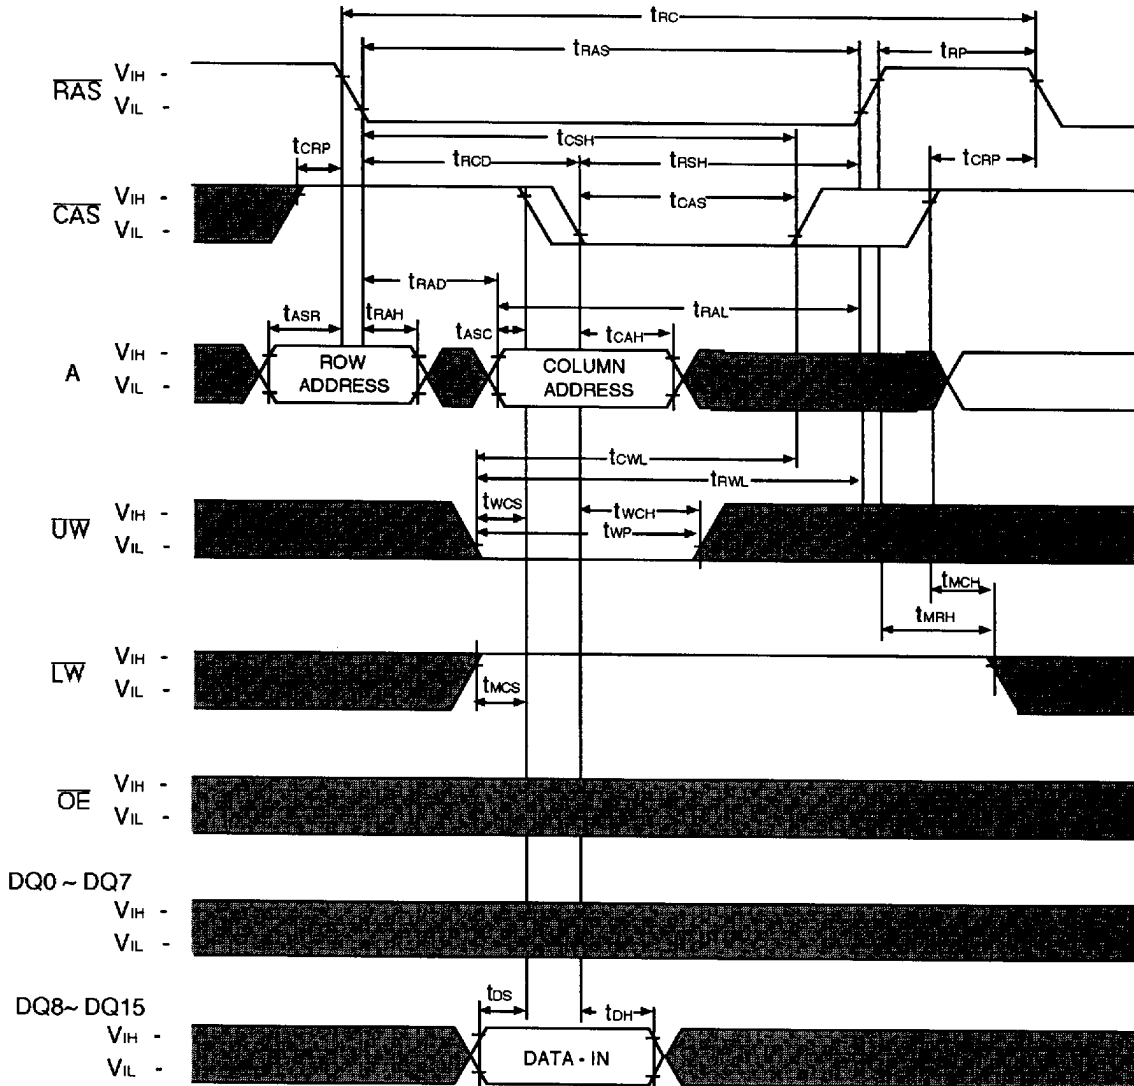 tRC
tRAS
tRP
RAS
VIH -
VIL -
tCSH
tCRP
tRCD
tRSH
tCRP
CAS
VIH -
VIL -
tCAS
tRAD
tRAL
tASR
tRAH
tASC
tCAH
A
VIH -
VIL -
ROW
ADDRESS
COLUMN
ADDRESS
tCWL
tRWL
UW
VIH -
VIL -
tWCS
tWCH
tWP
tMCH
tMRH
LW
VIH -
VIL -
tMCS
OE
VIH -
VIL -
DQ0 ~ DQ7
VIH -
VIL -
DQ8~ DQ15
VIH -
VIL -
tDS
tDH
DATA - IN